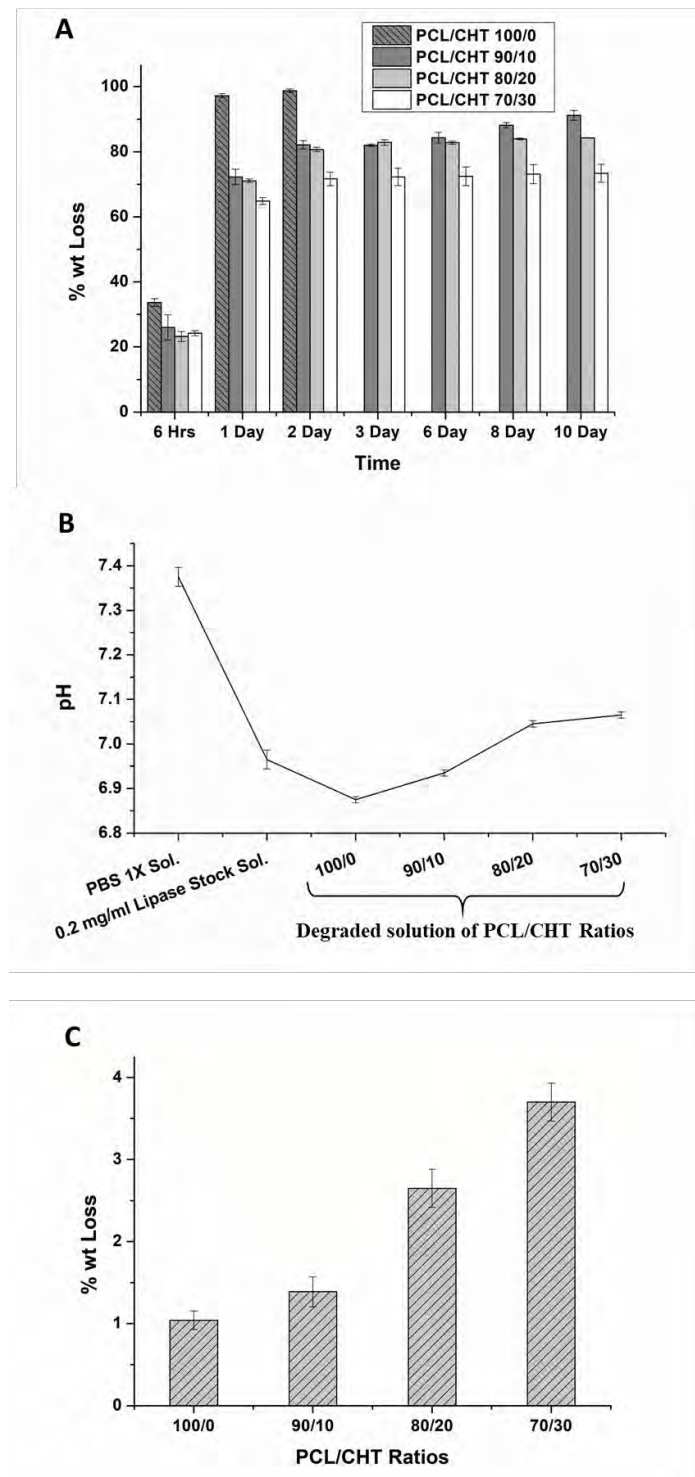 A
PCL/CHT 100/0
PCL/CHT 90/10
PCL/CHT 80/20
PCL/CHT 70/30
100
80
60
40
20
0
% wt Loss
6 Hrs 1 Day 2 Day 3 Day 6 Day 8 Day 10 Day
Time
B
7.4
7.3
7.2
7.1
7.0
6.9
6.8
pH
PBS 1X Sol.
0.2 mg/ml Lipase Stock Sol.
100/0
90/10
80/20
70/30
Degraded solution of PCL/CHT Ratios
C
4
3
2
1
0
% wt Loss
100/0 90/10 80/20 70/30
PCL/CHT Ratios